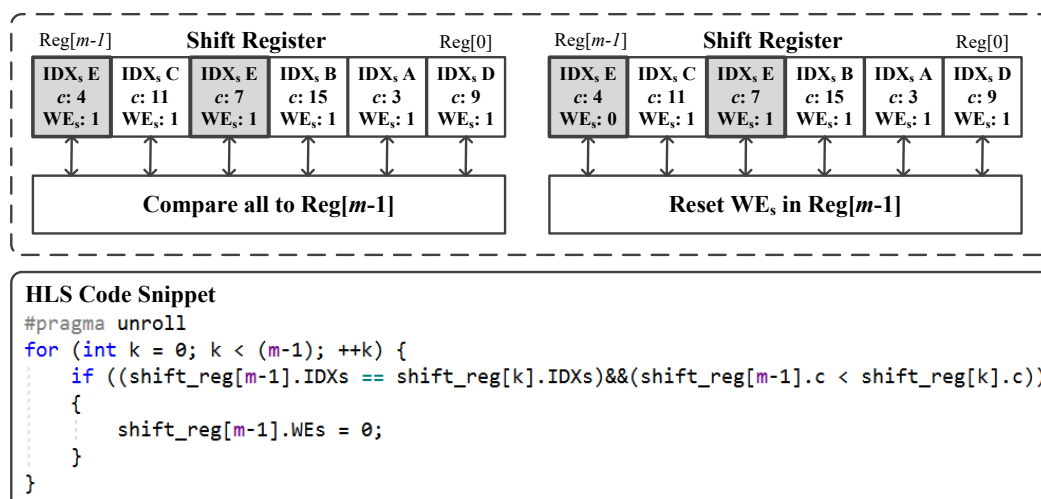 Reg[m-1] Shift Register Reg[0]
IDXs E IDXs C IDXs E IDXs B IDXs A IDXs D
c: 4 c: 11 c: 7 c: 15 c: 3 c: 9
WEs: 1 WEs: 1 WEs: 1 WEs: 1 WEs: 1 WEs: 1
Compare all to Reg[m-1]
Reg[m-1] Shift Register Reg[0]
IDXs E IDXs C IDXs E IDXs B IDXs A IDXs D
c: 4 c: 11 c: 7 c: 15 c: 3 c: 9
WEs: 0 WEs: 1 WEs: 1 WEs: 1 WEs: 1 WEs: 1
Reset WEs in Reg[m-1]
HLS Code Snippet
#pragma unroll
for (int k = 0; k < (m-1); ++k) {
if ((shift_reg[m-1].IDXs == shift_reg[k].IDXs)&&(shift_reg[m-1].c < shift_reg[k].c))
{
shift_reg[m-1].WEs = 0;
}
}